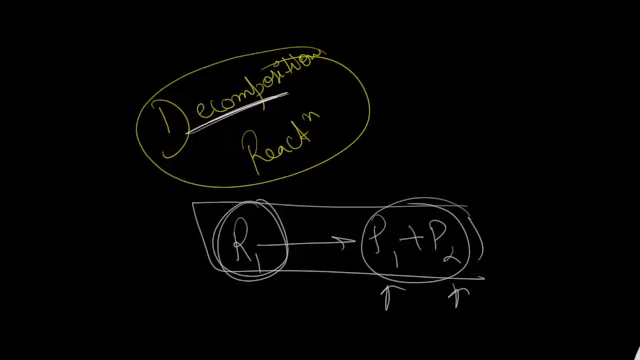 Decomposition
Reactⁿ
R₁ → P₁ + P₂